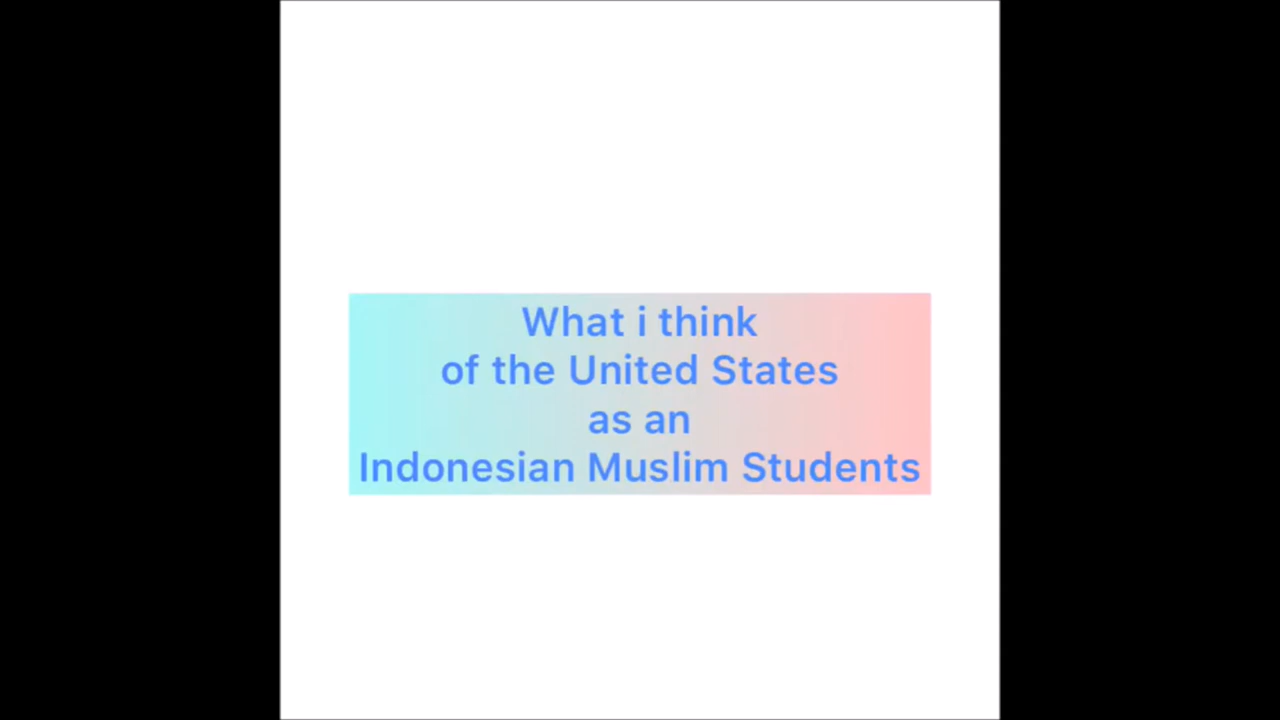 What i think
of the United States
as an
Indonesian Muslim Students